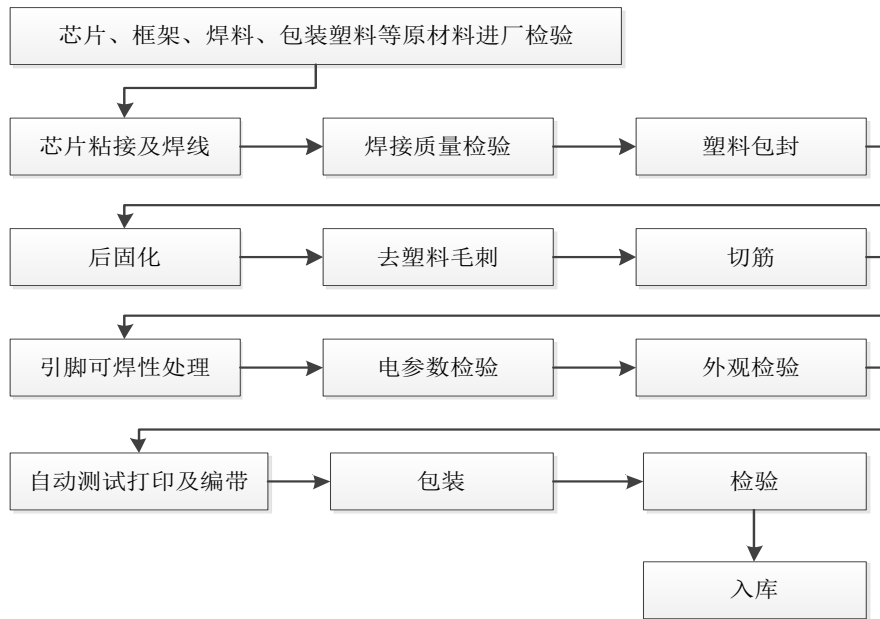 芯片、框架、焊料、包装塑料等原材料进厂检验
芯片粘接及焊线
焊接质量检验
塑料包封
后固化
去塑料毛刺
切筋
引脚可焊性处理
电参数检验
外观检验
自动测试打印及编带
包装
检验
入库